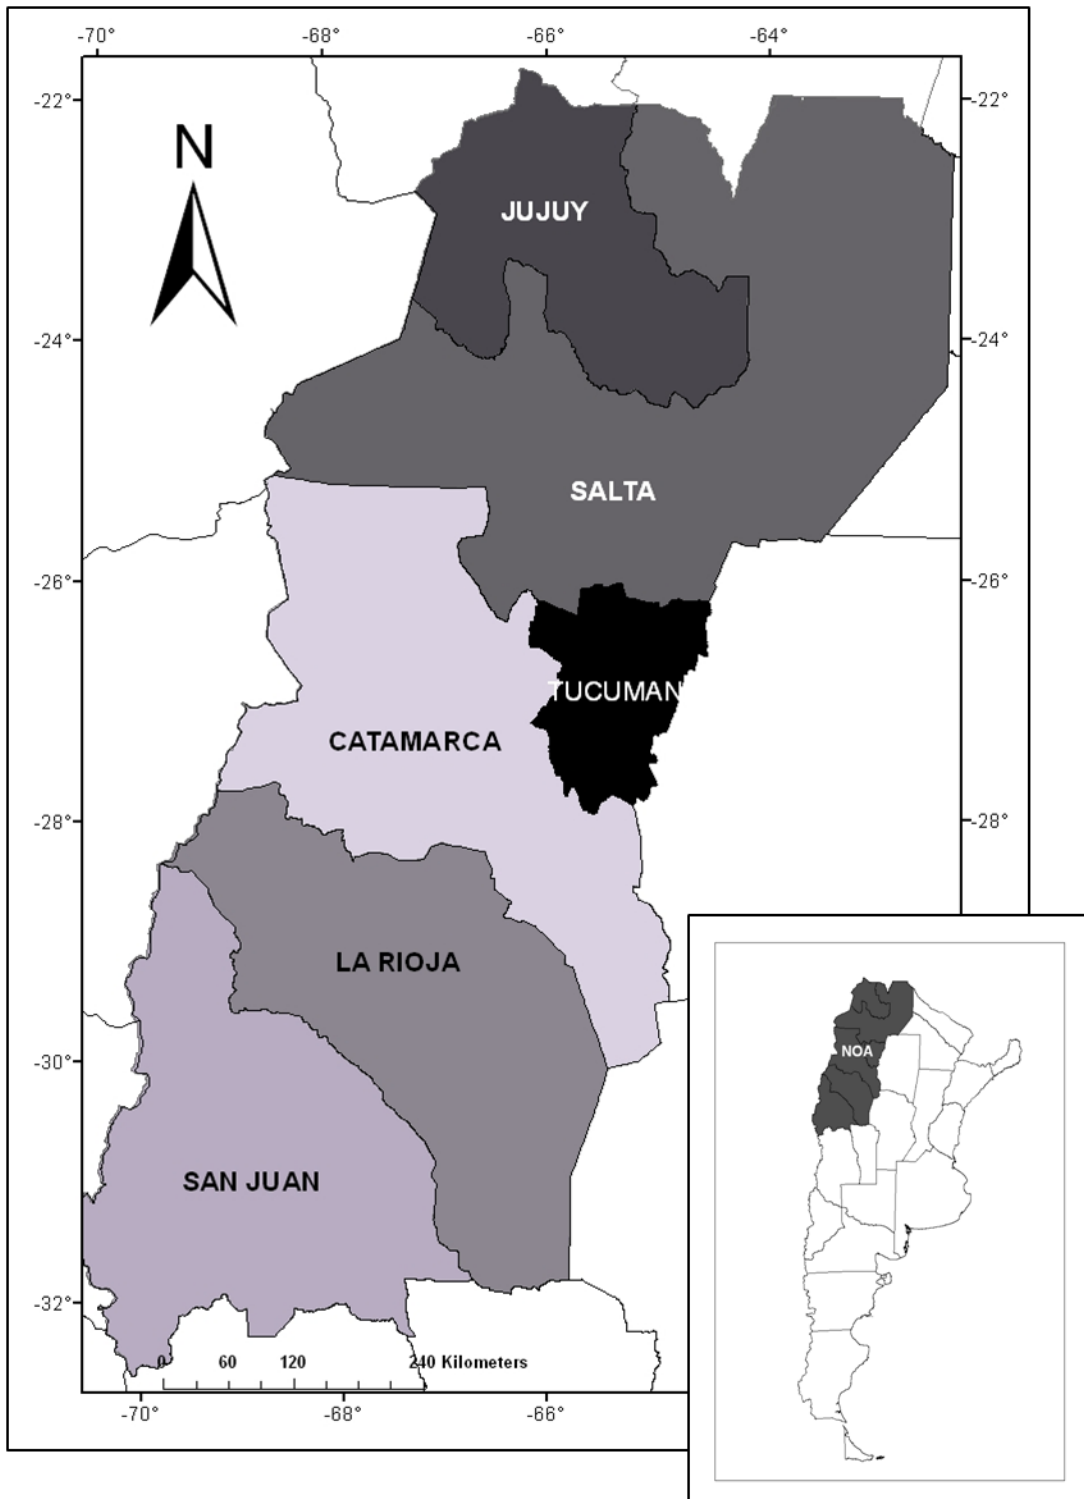 -70° -68° -66° -64°
-22° -22°
N
JUJUY
-24° -24°
SALTA
-26° -26°
TUCUMAN
CATAMARCA
-28° -28°
LA RIOJA
NOA
-30°
SAN JUAN
-32°
0 60 120 240 Kilometers
-70° -68° -66°